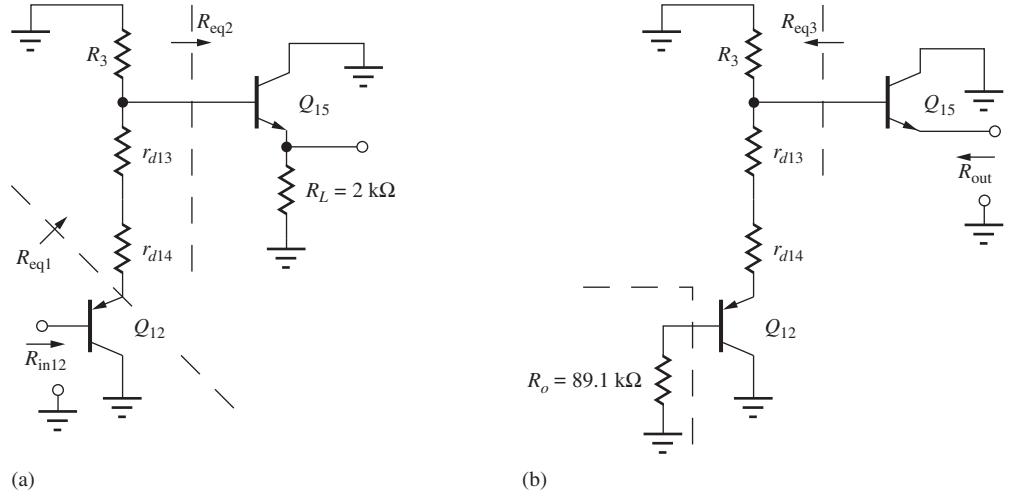 R3
Req2
Q15
rd13
RL = 2 kΩ
Req1
rd14
Q12
Rin12
(a)
R3
Req3
Q15
rd13
Rout
rd14
Q12
Ro = 89.1 kΩ
(b)